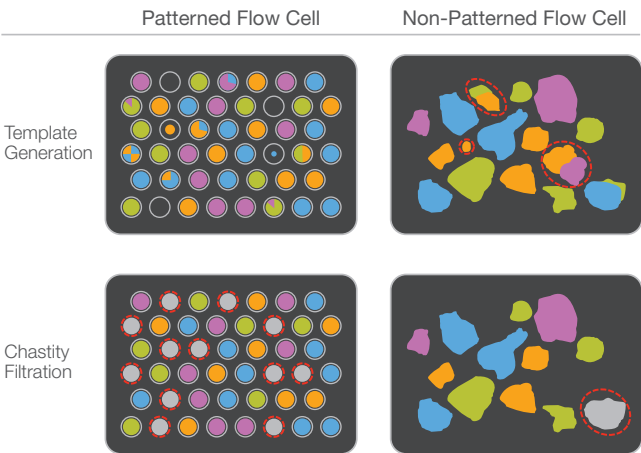 Patterned Flow Cell
Non-Patterned Flow Cell
Template
Generation
Chastity
Filtration